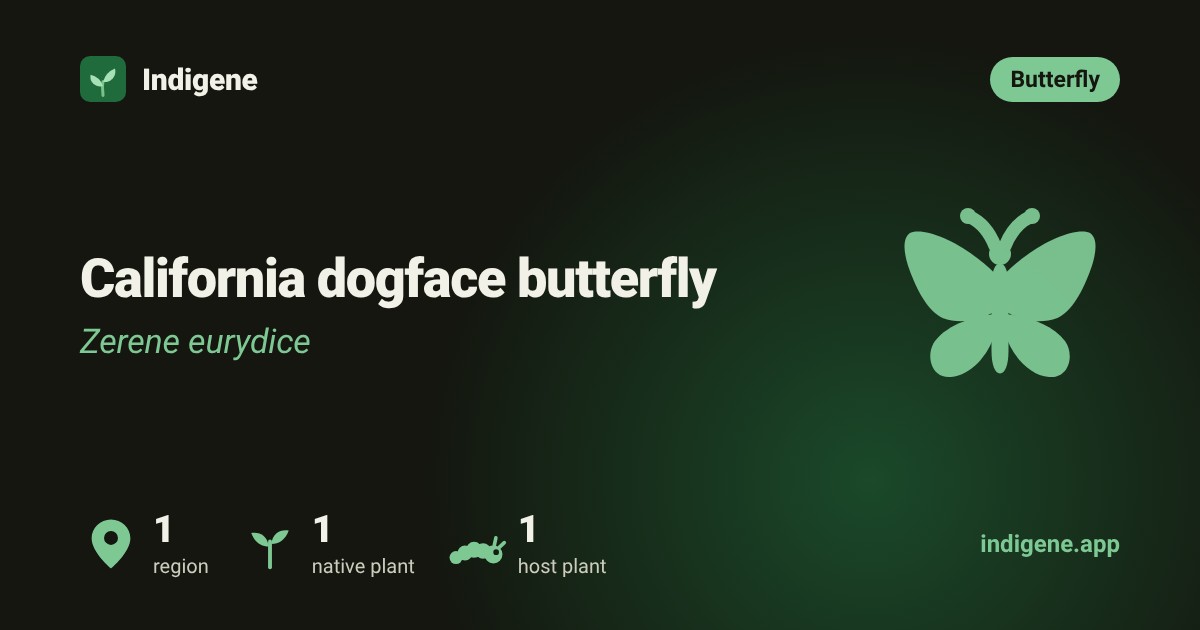 Indigene
Butterfly
California dogface butterfly
Zerene eurydice
1
region
1
native plant
1
host plant
indigene.app